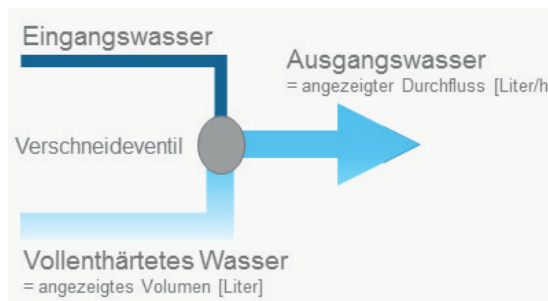 Eingangswasser
Ausgangswasser
= angezeigter Durchfluss [Liter/h
Verschneideventil
Vollenthärtetes Wasser
= angezeigtes Volumen [Liter]